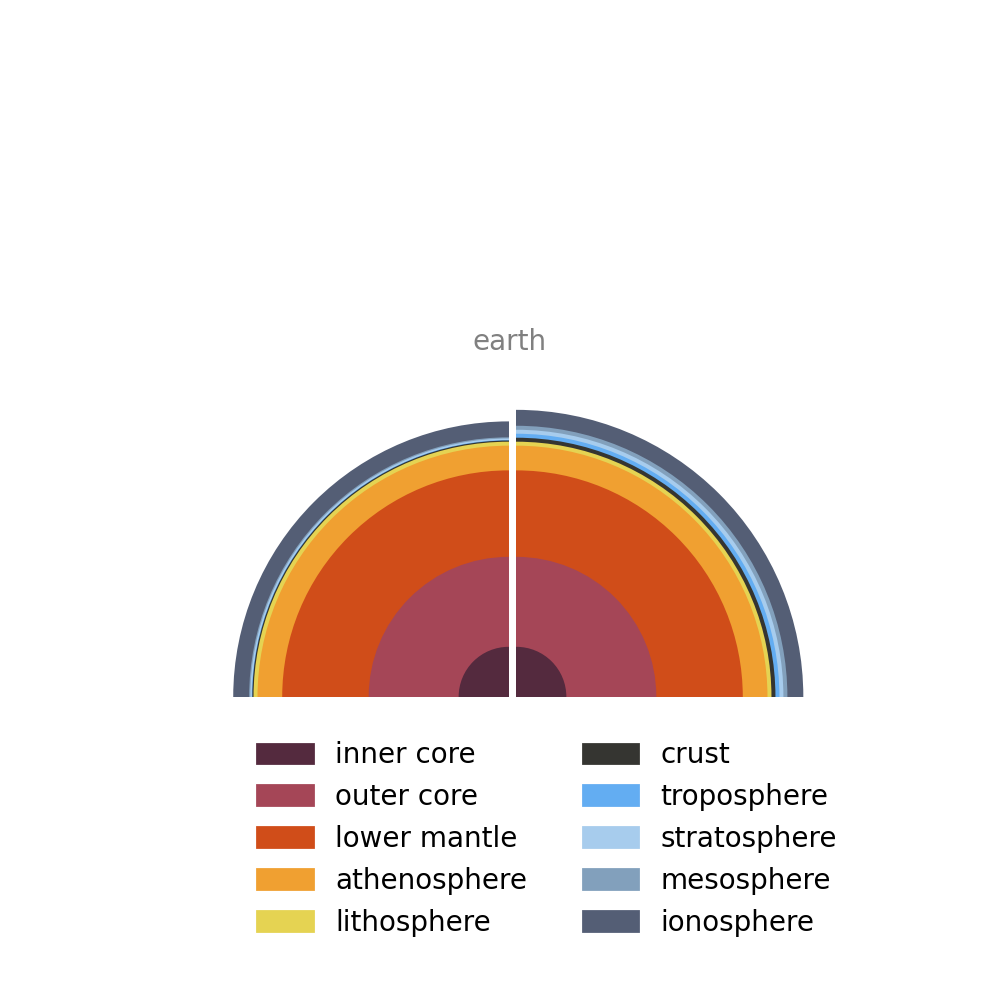 earth
inner core
outer core
lower mantle
athenosphere
lithosphere
crust
troposphere
stratosphere
mesosphere
ionosphere